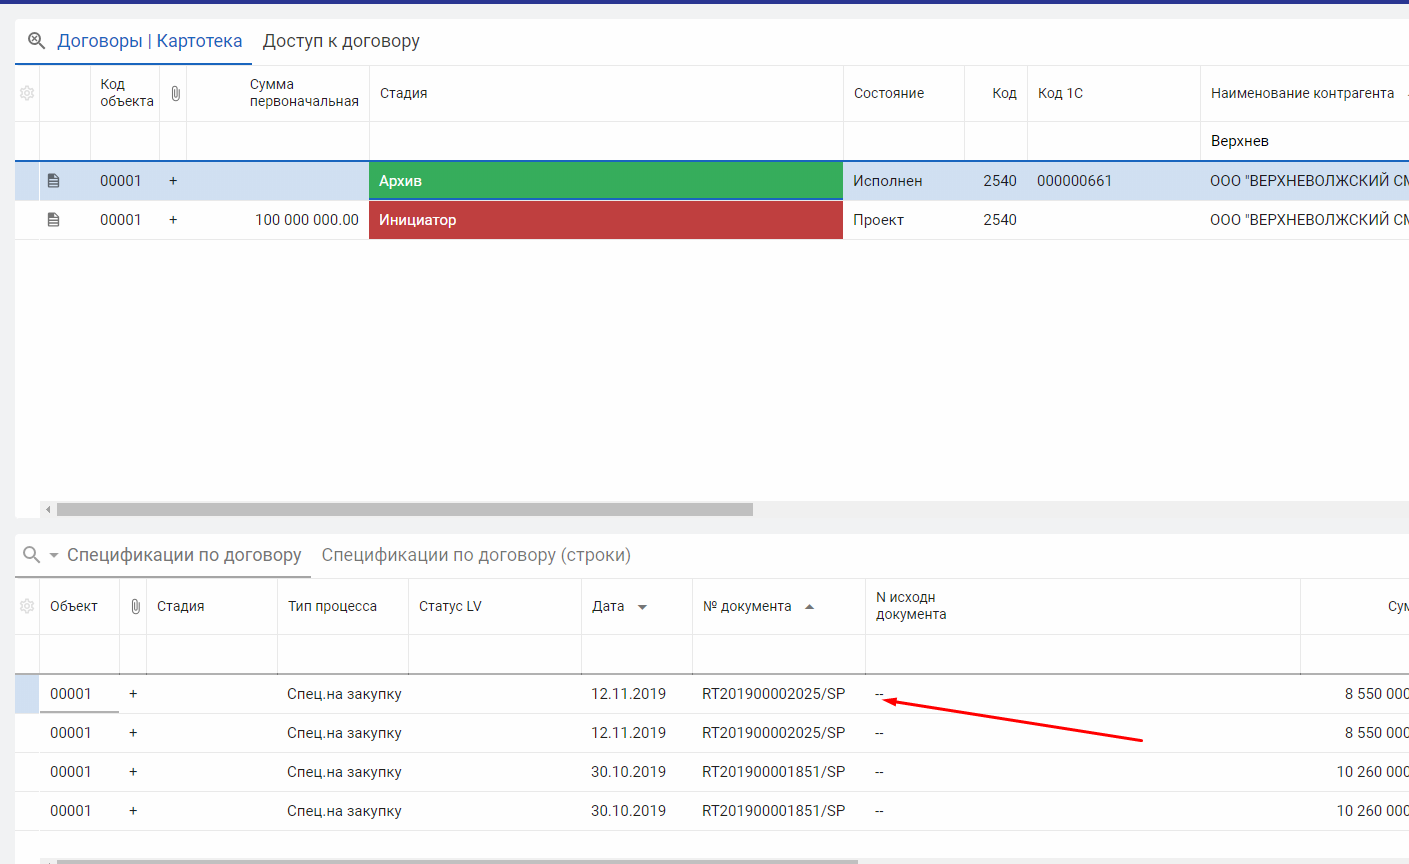 Договоры | Картотека Доступ к договору
Код объекта Сумма первоначальная Стадия Состояние Код Код 1С Наименование контрагента
Верхнев
00001 + Архив Исполнен 2540 000000661 ООО "ВЕРХНЕВОЛЖСКИЙ СМ
00001 + 100 000 000.00 Инициатор Проект 2540 ООО "ВЕРХНЕВОЛЖСКИЙ СМ
Спецификации по договору Спецификации по договору (строки)
Объект Стадия Тип процесса Статус LV Дата № документа N исходн документа Сум
00001 + Спец.на закупку 12.11.2019 RT201900002025/SP -- 8 550 000
00001 + Спец.на закупку 12.11.2019 RT201900002025/SP -- 8 550 000
00001 + Спец.на закупку 30.10.2019 RT201900001851/SP -- 10 260 000
00001 + Спец.на закупку 30.10.2019 RT201900001851/SP -- 10 260 000